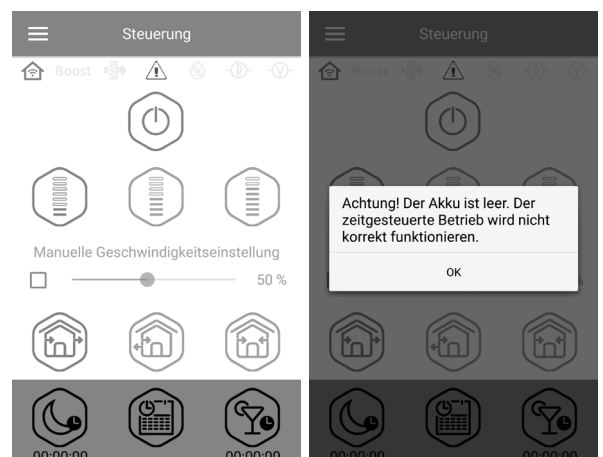 Steuerung
Boost
R
V
Manuelle Geschwindigkeitseinstellung
50 %
00:00:00
00:00:00
Steuerung
Boost
R
V
Achtung! Der Akku ist leer. Der
zeitgesteuerte Betrieb wird nicht
korrekt funktionieren.
OK
00:00:00
00:00:00